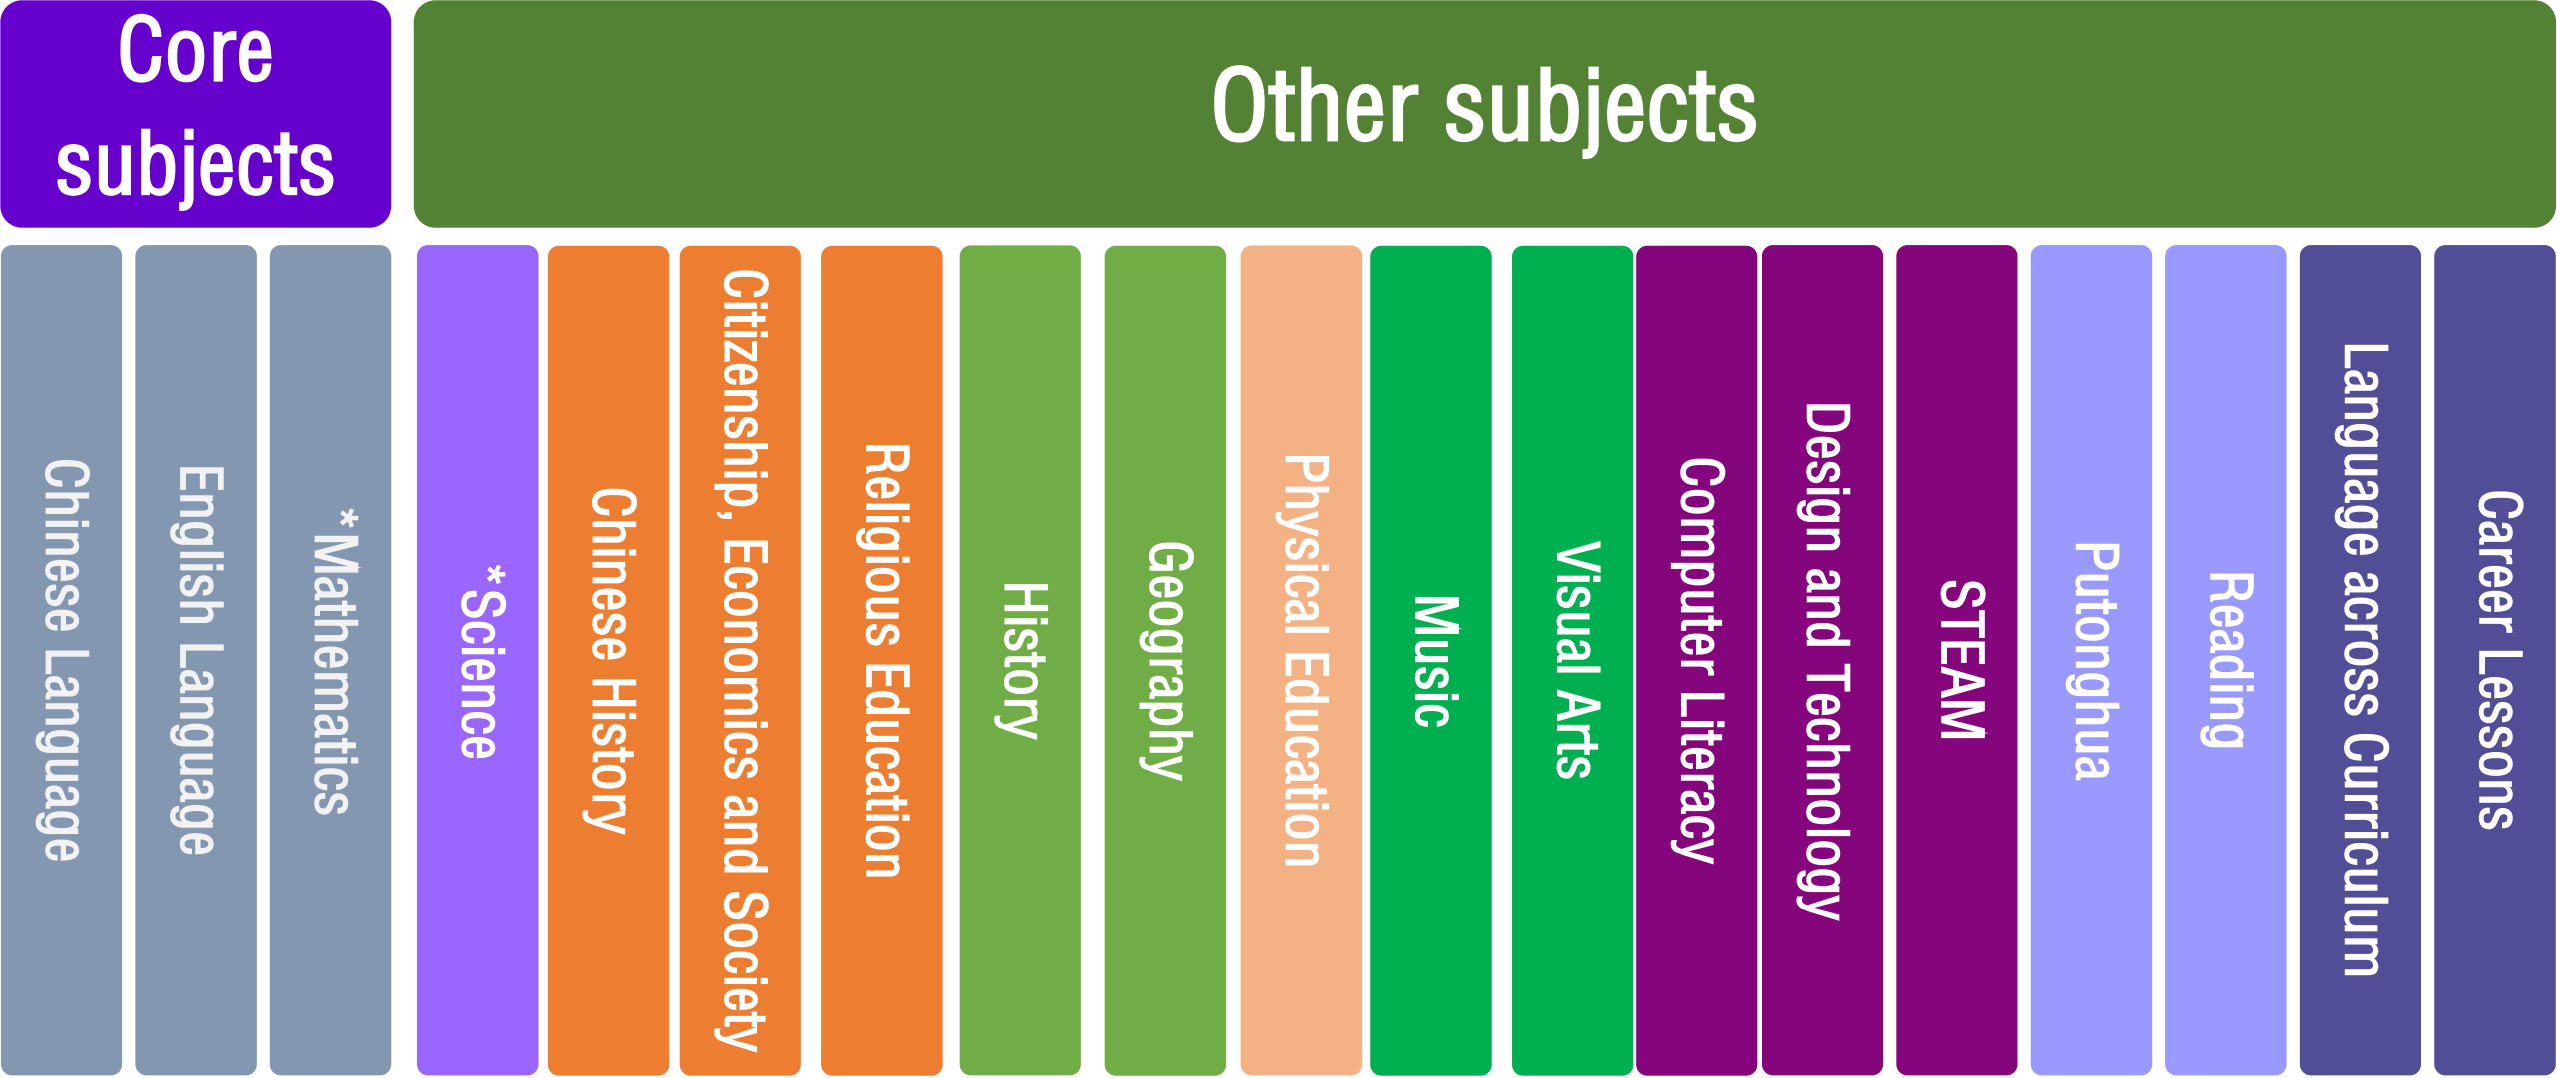 Core
subjects
Other subjects
Chinese Language
English Language
*Mathematics
*Science
Chinese History
Citizenship, Economics and Society
Religious Education
History
Geography
Physical Education
Music
Visual Arts
Computer Literacy
Design and Technology
STEAM
Putonghua
Reading
Language across Curriculum
Career Lessons